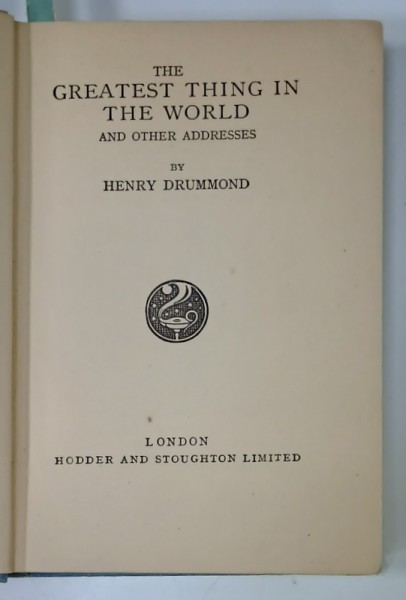 THE
GREATEST THING IN
THE WORLD
AND OTHER ADDRESSES
BY
HENRY DRUMMOND
LONDON
HODDER AND STOUGHTON LIMITED